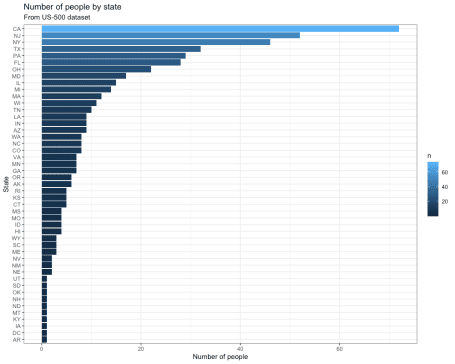 Number of people by state
From US-500 dataset
CA
NJ
NY
TX
PA
FL
OH
MD
IL
MI
MA
WI
TN
LA
IN
AZ
WA
NC
CO
VA
MN
GA
OR
AK
RI
KS
CT
MS
MO
ID
HI
WY
SC
ME
NV
NM
NE
UT
SD
OK
NH
ND
MT
KY
IA
DC
AR
State
0 20 40 60
Number of people
n
60
40
20